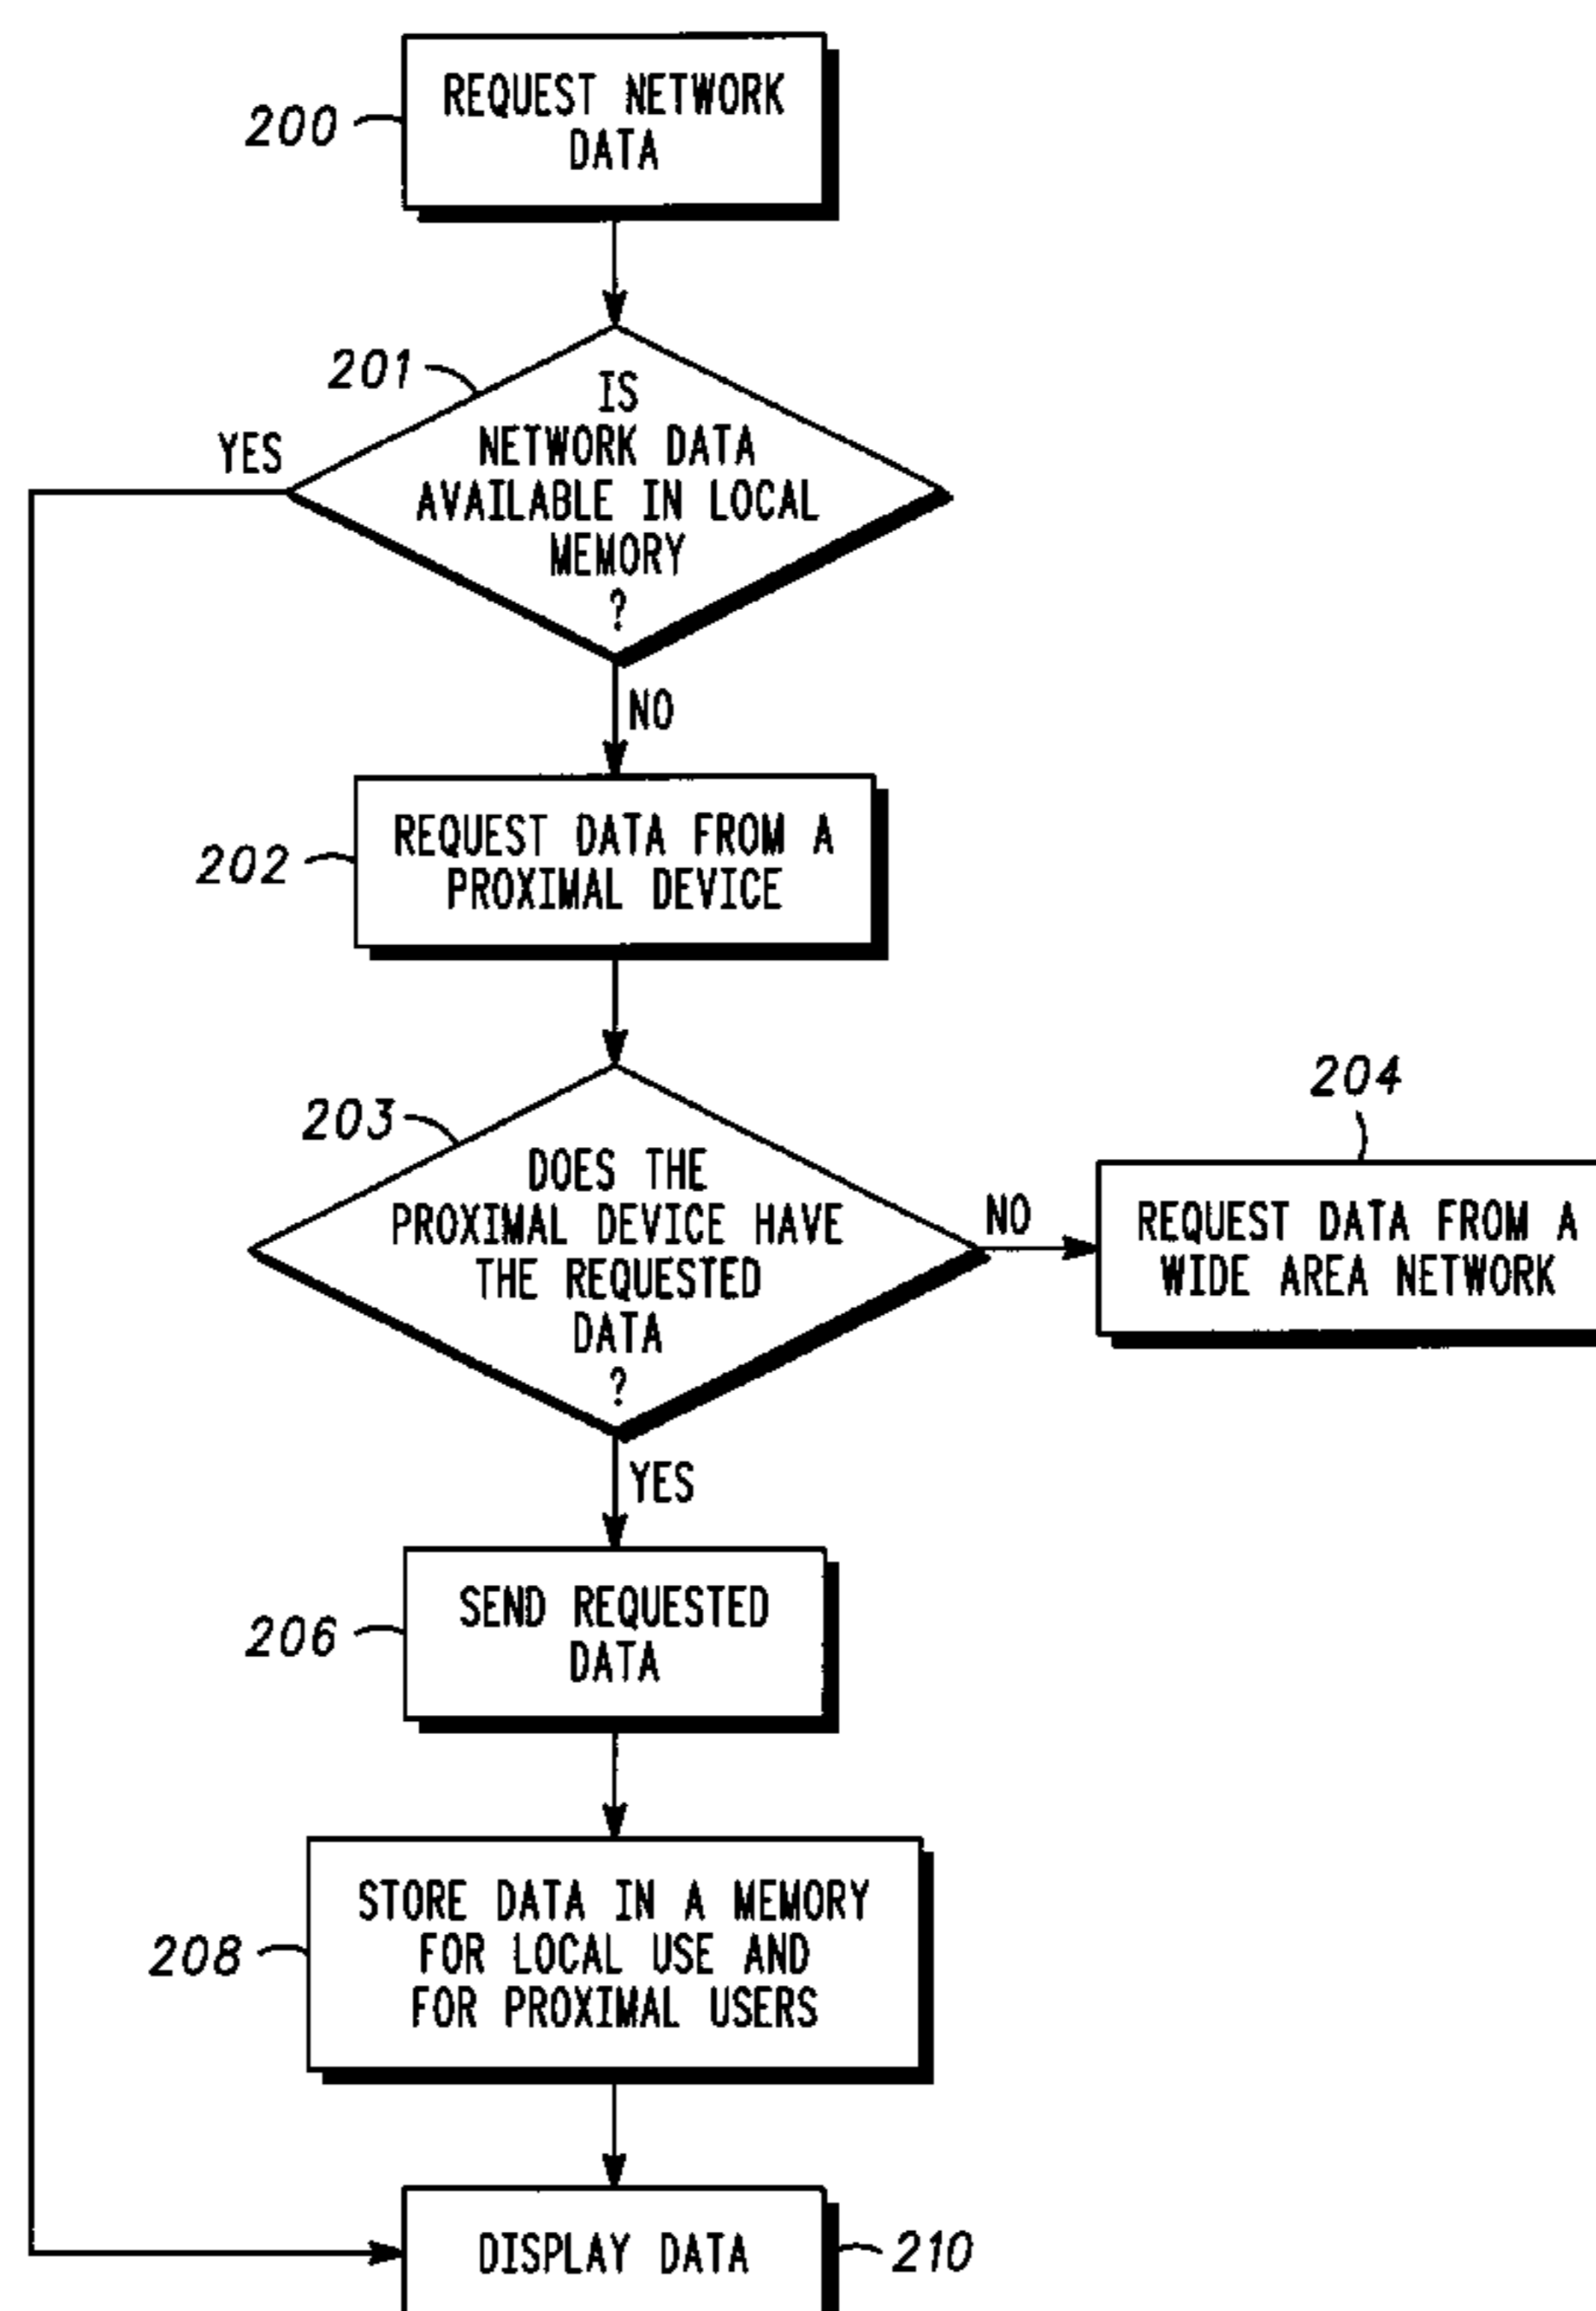 REQUEST NETWORK
DATA
200
201
IS
NETWORK DATA
AVAILABLE IN LOCAL
MEMORY
?
YES
NO
202
REQUEST DATA FROM A
PROXIMAL DEVICE
203
DOES THE
PROXIMAL DEVICE HAVE
THE REQUESTED
DATA
?
NO
204
REQUEST DATA FROM A
WIDE AREA NETWORK
YES
206
SEND REQUESTED
DATA
208
STORE DATA IN A MEMORY
FOR LOCAL USE AND
FOR PROXIMAL USERS
DISPLAY DATA
210